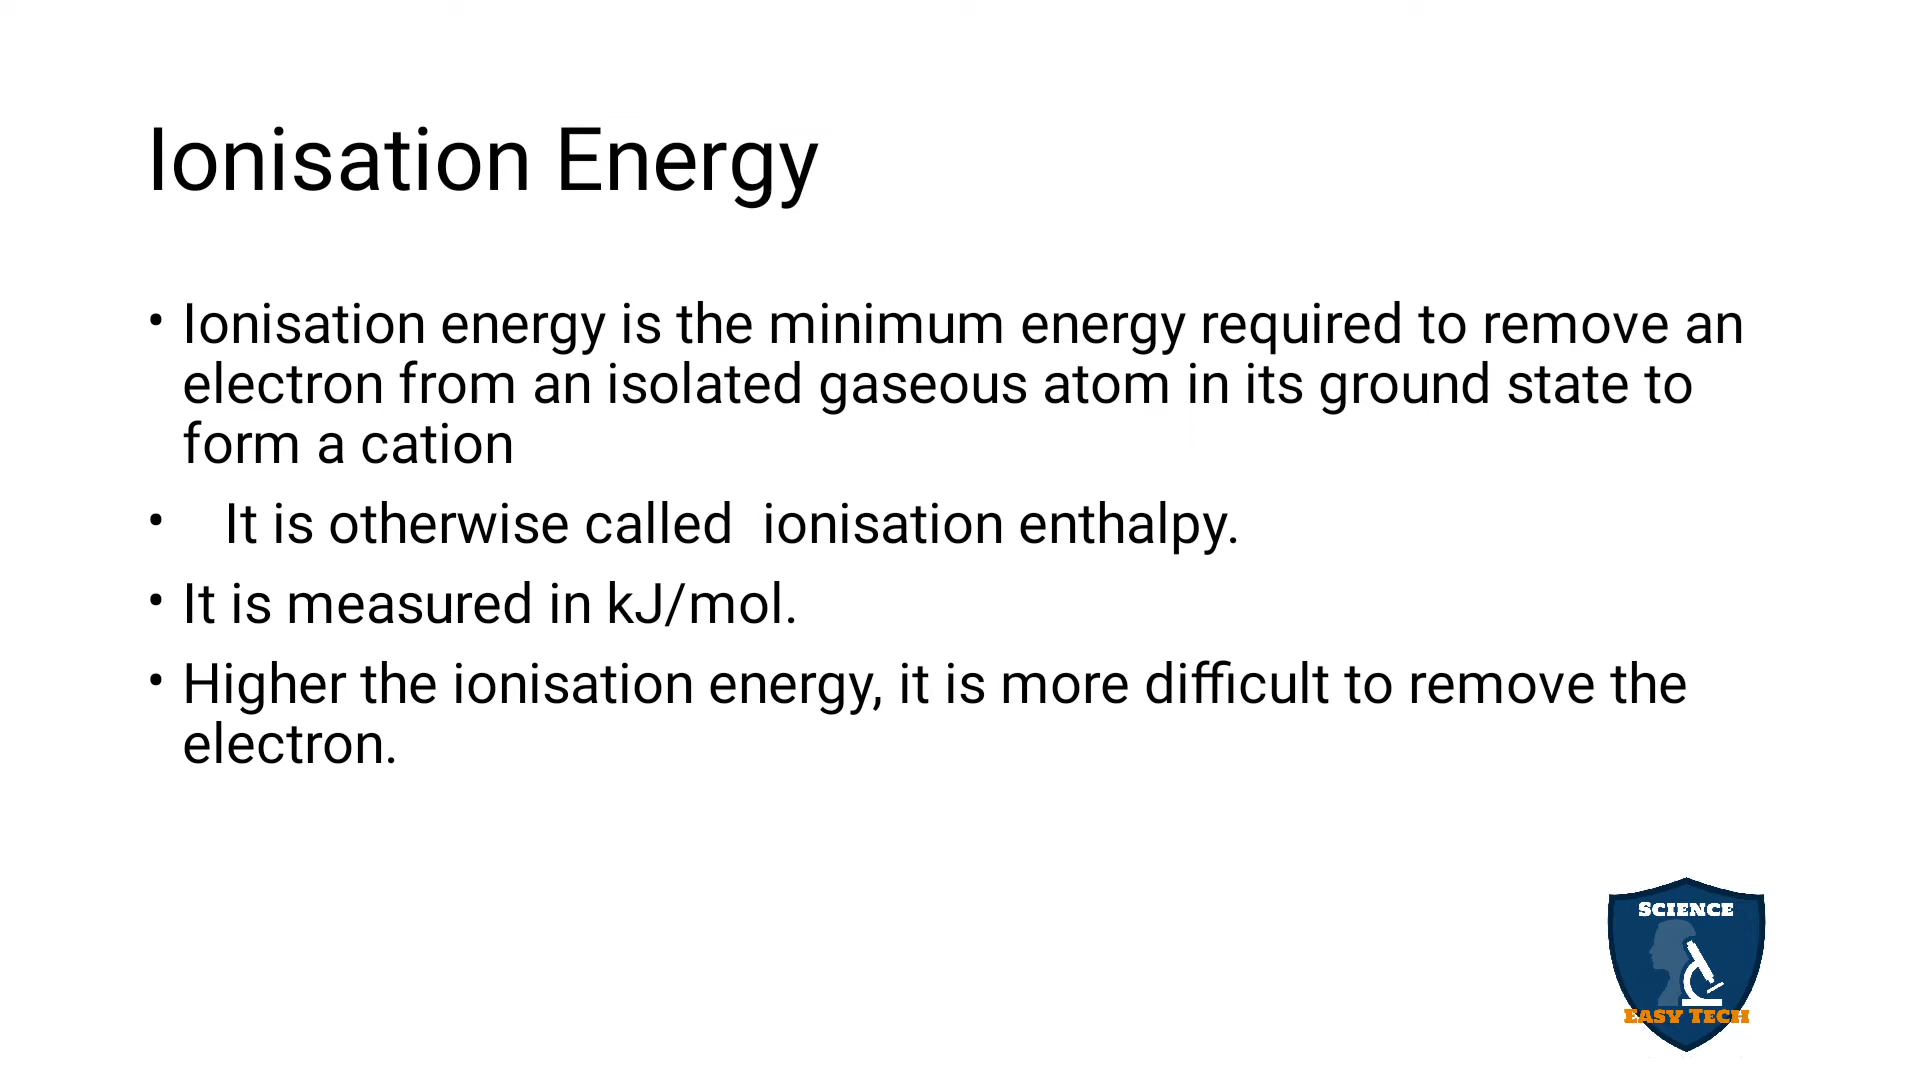 Ionisation Energy
• Ionisation energy is the minimum energy required to remove an
electron from an isolated gaseous atom in its ground state to
form a cation
• It is otherwise called  ionisation enthalpy.
• It is measured in kJ/mol.
• Higher the ionisation energy, it is more difficult to remove the
electron.
SCIENCE
EASY TECH